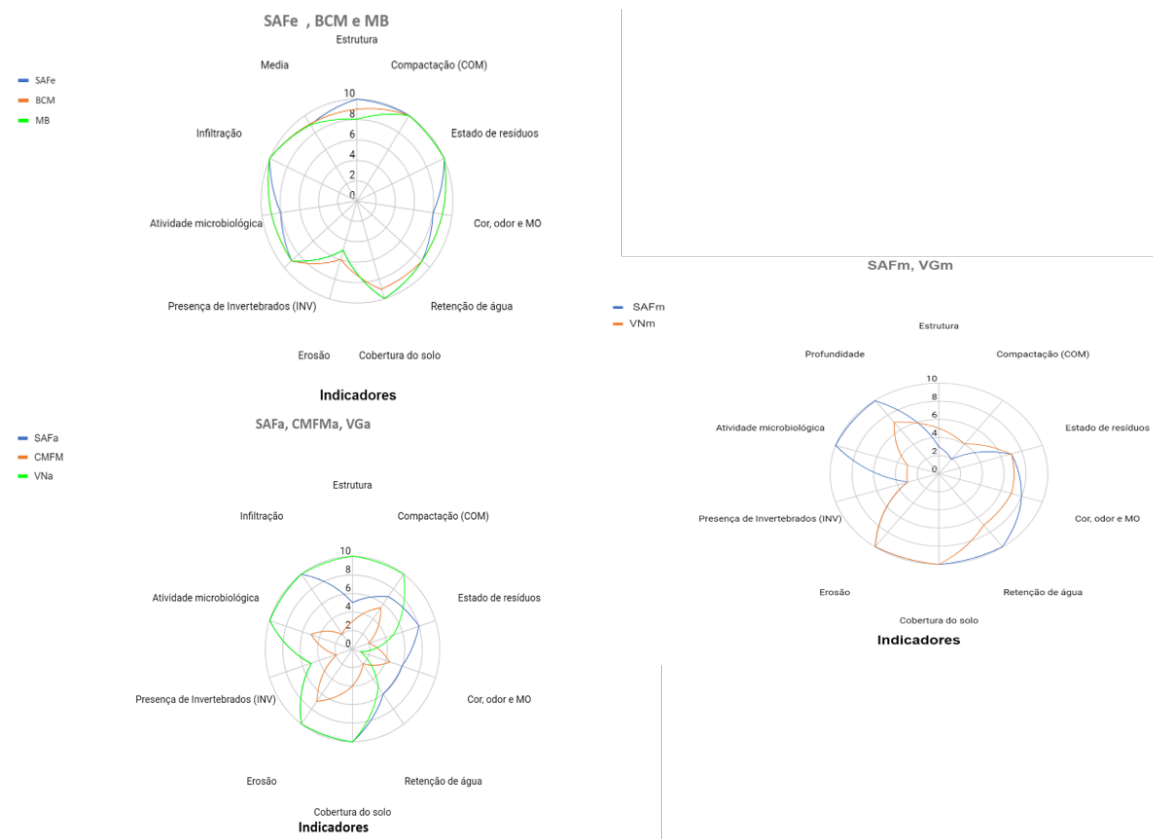 SAFe , BCM e MB
SAFe
BCM
MB
Estrutura
Media
Compactação (COM)
Infiltração
Estado de resíduos
Atividade microbiológica
Cor, odor e MO
Presença de Invertebrados (INV)
Retenção de água
Erosão
Cobertura do solo
10
8
6
4
2
0
Indicadores
SAFm, VGm
SAFm
VNm
Estrutura
Profundidade
Compactação (COM)
Atividade microbiológica
Estado de resíduos
Presença de Invertebrados (INV)
Cor, odor e MO
Erosão
Retenção de água
Cobertura do solo
10
8
6
4
2
0
Indicadores
SAFa, CMFMa, VGa
SAFa
CMFM
VNa
Estrutura
Infiltração
Compactação (COM)
Atividade microbiológica
Estado de resíduos
Presença de Invertebrados (INV)
Cor, odor e MO
Erosão
Retenção de água
Cobertura do solo
10
8
6
4
2
0
Indicadores